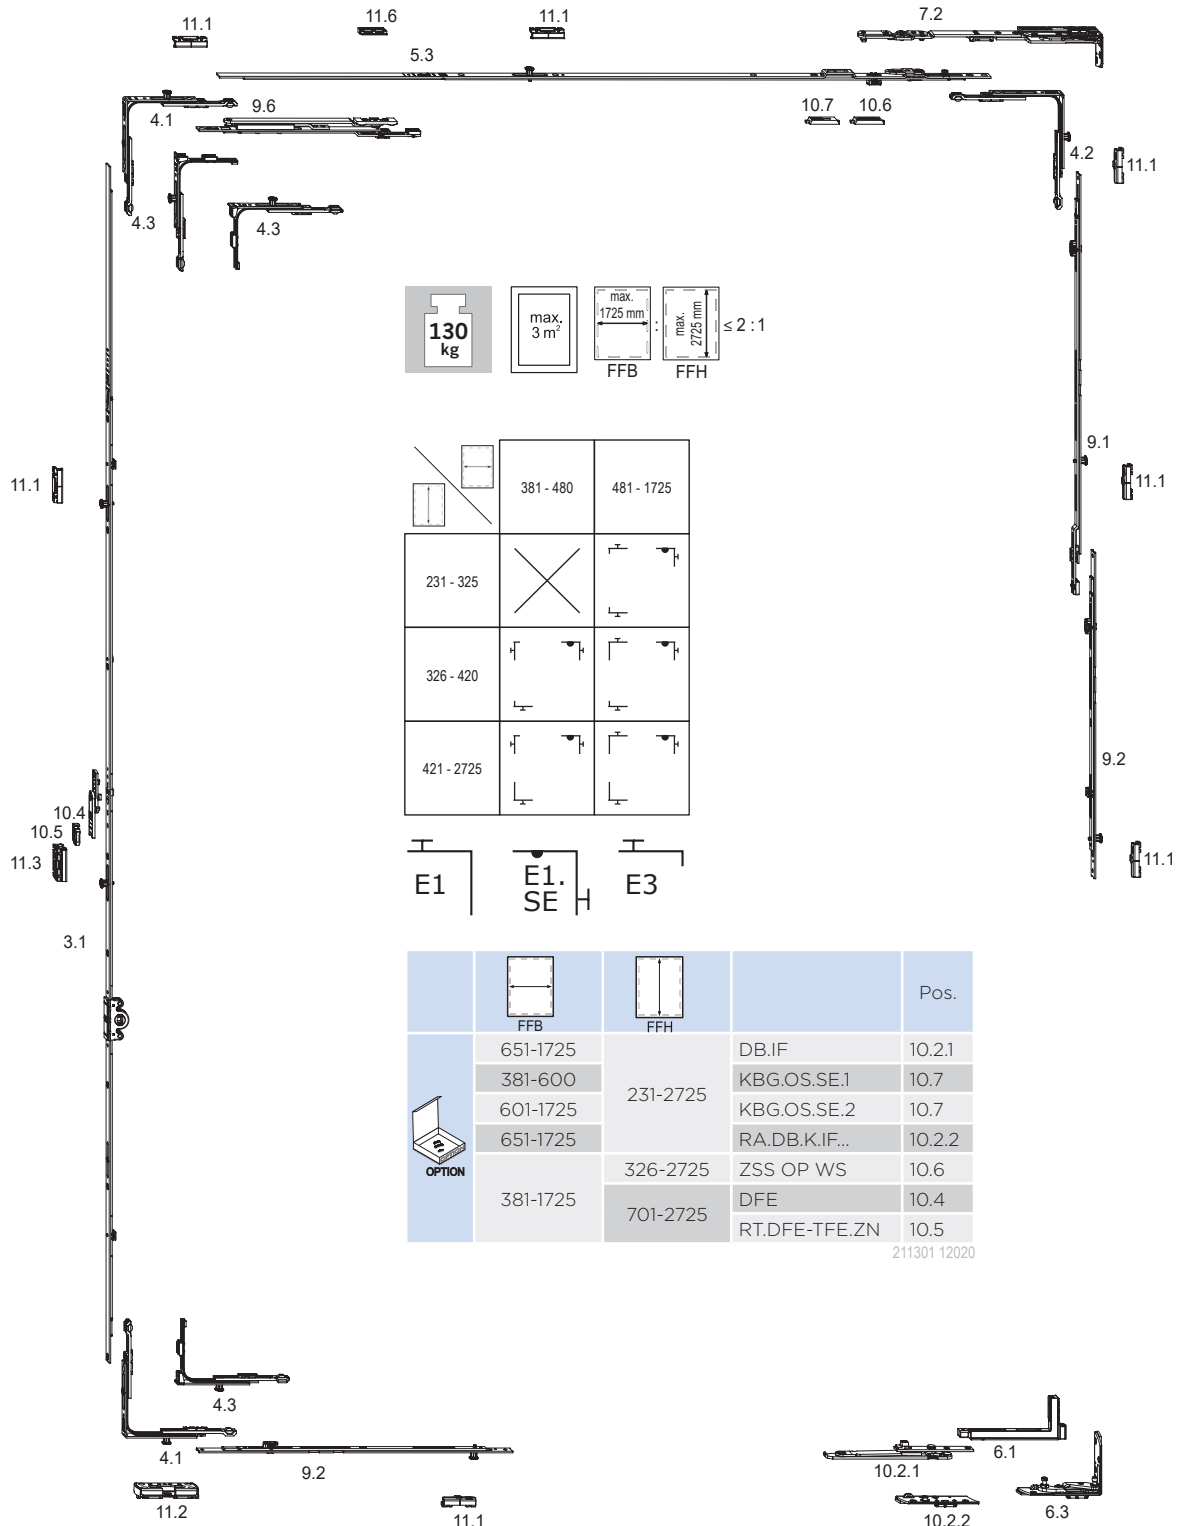 11.1
11.6
11.1
7.2
5.3
4.1
9.6
10.7
10.6
4.2
11.1
4.3
4.3
130
kg
max.
3 m²
max.
1725 mm
FFB
:
max.
2725 mm
FFH
≤ 2 : 1
9.1
11.1
11.1
381 - 480
481 - 1725
231 - 325
326 - 420
421 - 2725
9.2
10.4
10.5
11.3
11.1
E1
E1.
SE
E3
3.1
FFB
FFH
Pos.
OPTION
651-1725
231-2725
DB.IF
10.2.1
381-600
KBG.OS.SE.1
10.7
601-1725
KBG.OS.SE.2
10.7
651-1725
RA.DB.K.IF...
10.2.2
381-1725
326-2725
ZSS OP WS
10.6
701-2725
DFE
10.4
RT.DFE-TFE.ZN
10.5
211301 12020
4.3
4.1
9.2
6.1
10.2.1
11.2
11.1
10.2.2
6.3